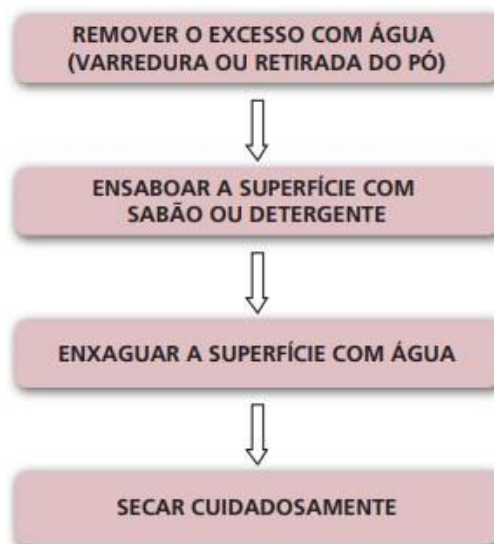 REMOVER O EXCESSO COM ÁGUA
(VARREDURA OU RETIRADA DO PÓ)
ENSABOAR A SUPERFÍCIE COM
SABÃO OU DETERGENTE
ENXAGUAR A SUPERFÍCIE COM ÁGUA
SECAR CUIDADOSAMENTE